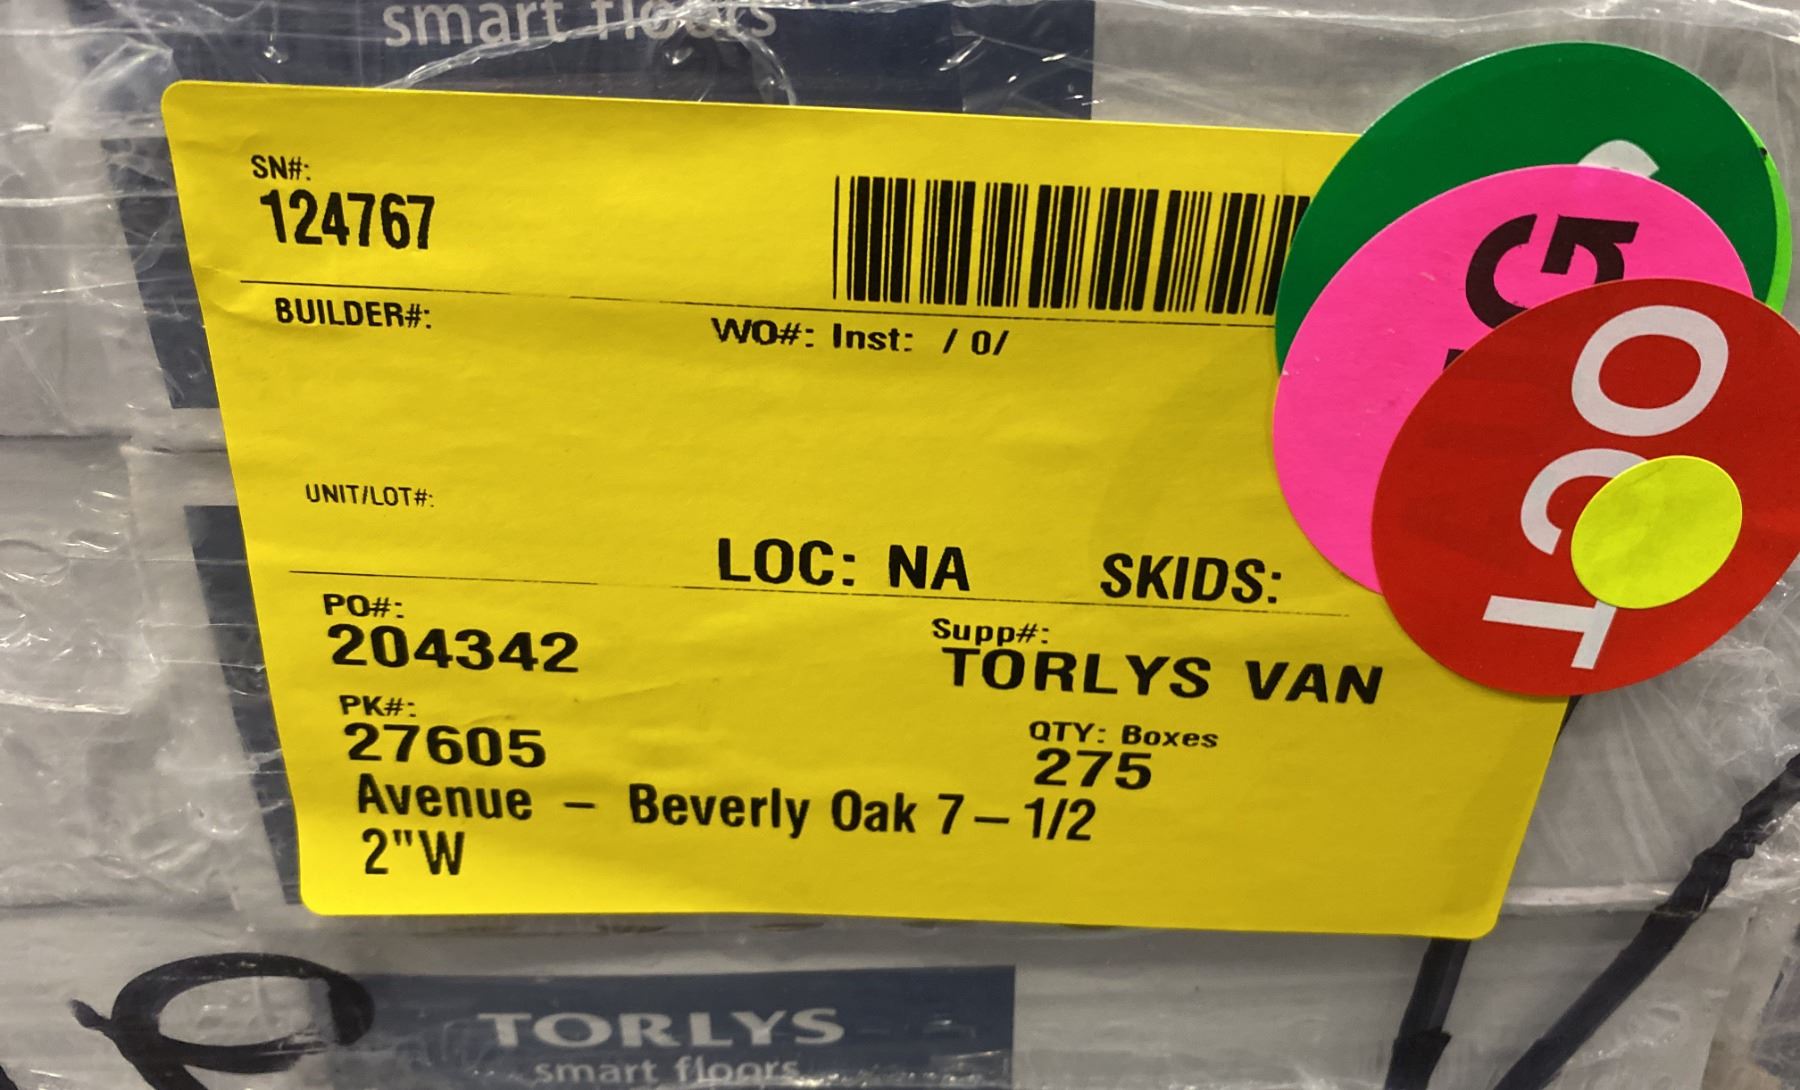 smart floors
SN#:
124767
BUILDER#:
WO#: Inst: / 0/
UNIT/LOT#:
LOC: NA SKIDS:
PO#:
204342
Supp#:
TORLYS VAN
PK#:
27605
QTY: Boxes
275
Avenue – Beverly Oak 7– 1/2
2"W
OCT
TORLYS
smart floors